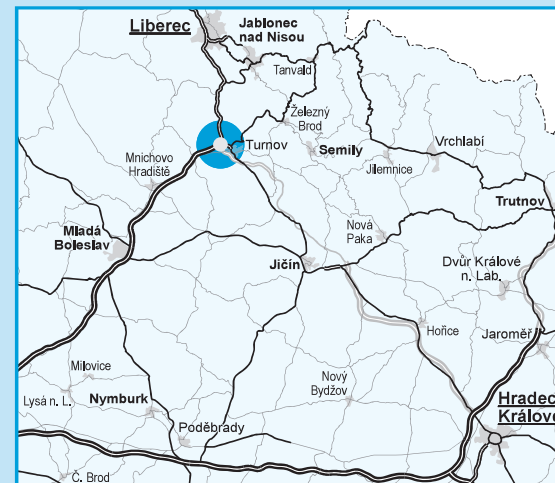 Liberec
Jablonec
nad Nisou
Tanvald
Železný
Brod
Turnov
Semily
Vrchlabí
Mnichovo
Hradiště
Jilemnice
Trutnov
Mladá
Boleslav
Nová
Paka
Jičín
Dvůr Králové
n. Lab.
Hořice
Jaroměř
Milovice
Nový
Bydžov
Lysá n. L.
Nymburk
Hradec
Králové
Poděbrady
Č. Brod